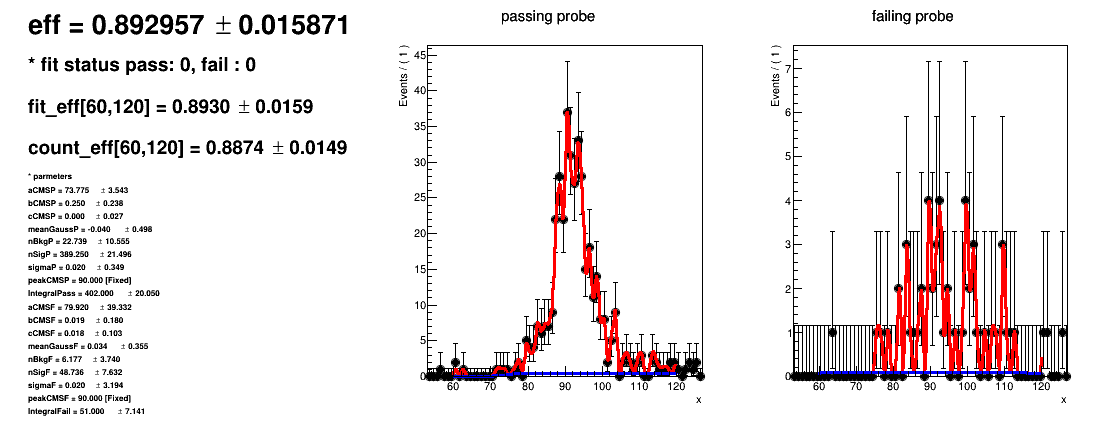 eff = 0.892957 ± 0.015871
* fit status pass: 0, fail : 0
fit_eff[60,120] = 0.8930 ± 0.0159
count_eff[60,120] = 0.8874 ± 0.0149
* parmeters
aCMSP = 73.775 ± 3.543
bCMSP = 0.250 ± 0.238
cCMSP = 0.000 ± 0.027
meanGaussP = -0.040 ± 0.498
nBkgP = 22.739 ± 10.555
nSigP = 389.250 ± 21.496
sigmaP = 0.020 ± 0.349
peakCMSP = 90.000 [Fixed]
IntegralPass = 402.000 ± 20.050
aCMSF = 79.920 ± 39.332
bCMSF = 0.019 ± 0.180
cCMSF = 0.018 ± 0.103
meanGaussF = 0.034 ± 0.355
nBkgF = 6.177 ± 3.740
nSigF = 48.736 ± 7.632
sigmaF = 0.020 ± 3.194
peakCMSF = 90.000 [Fixed]
IntegralFail = 51.000 ± 7.141
passing probe
Events / ( 1 )
45
40
35
30
25
20
15
10
5
0
60 70 80 90 100 110 120
x
failing probe
Events / ( 1 )
7
6
5
4
3
2
1
0
60 70 80 90 100 110 120
x